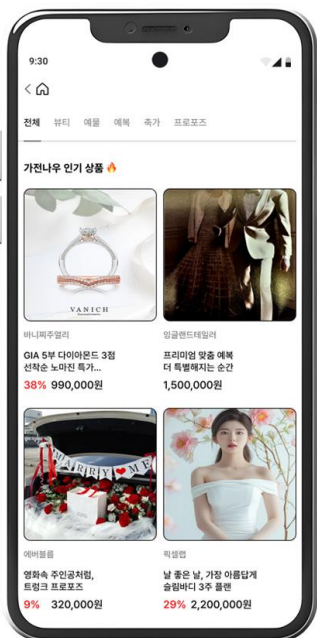 9:30
전체 뷰티 예물 예복 축가 프로포즈
가전나우 인기 상품 🔥
VANICH
바니찌주얼리
GIA 5부 다이아몬드 3점
선착순 노마진 특가...
38% 990,000원
잉글랜드테일러
프리미엄 맞춤 예복
더 특별해지는 순간
1,500,000원
MARRY ME
에버블룸
영화속 주인공처럼,
트렁크 프로포즈
9% 320,000원
픽셀랩
날 좋은 날, 가장 아름답게
슬림바디 3주 플랜
29% 2,200,000원